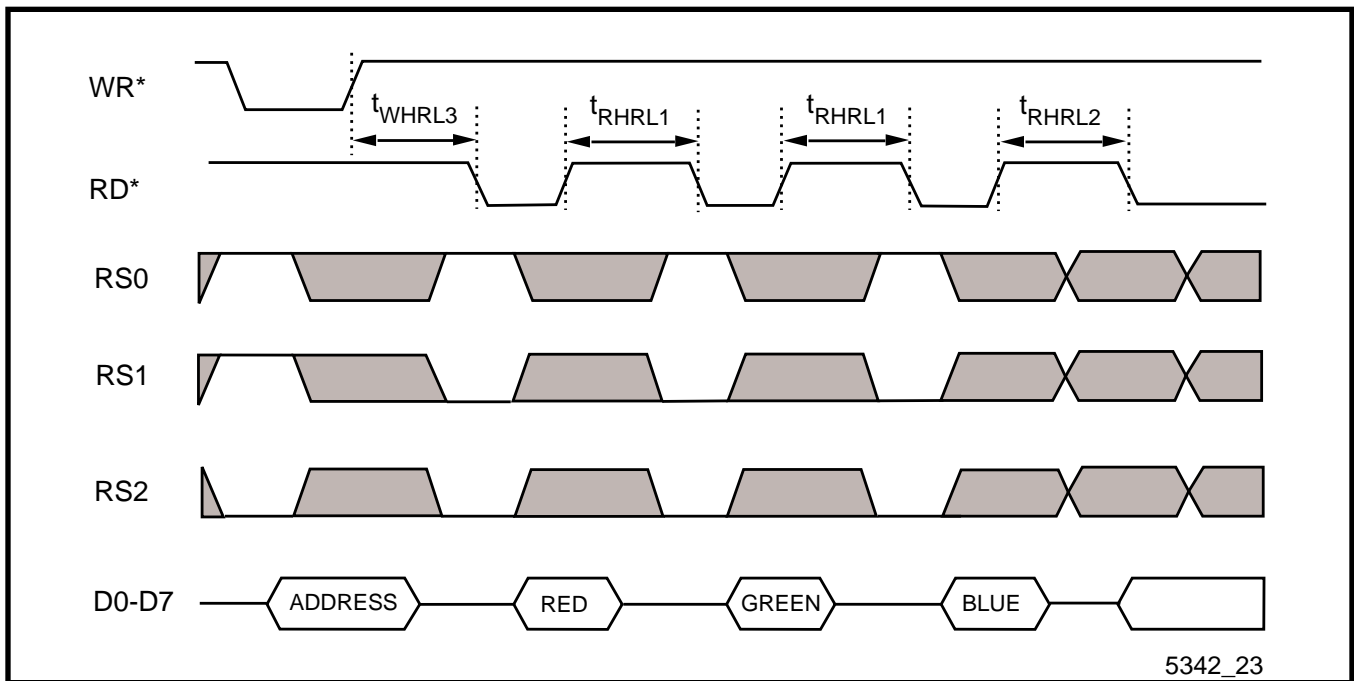 WR*
tWHRL3
tRHRL1
tRHRL1
tRHRL2
RD*
RS0
RS1
RS2
D0-D7
ADDRESS
RED
GREEN
BLUE
5342_23